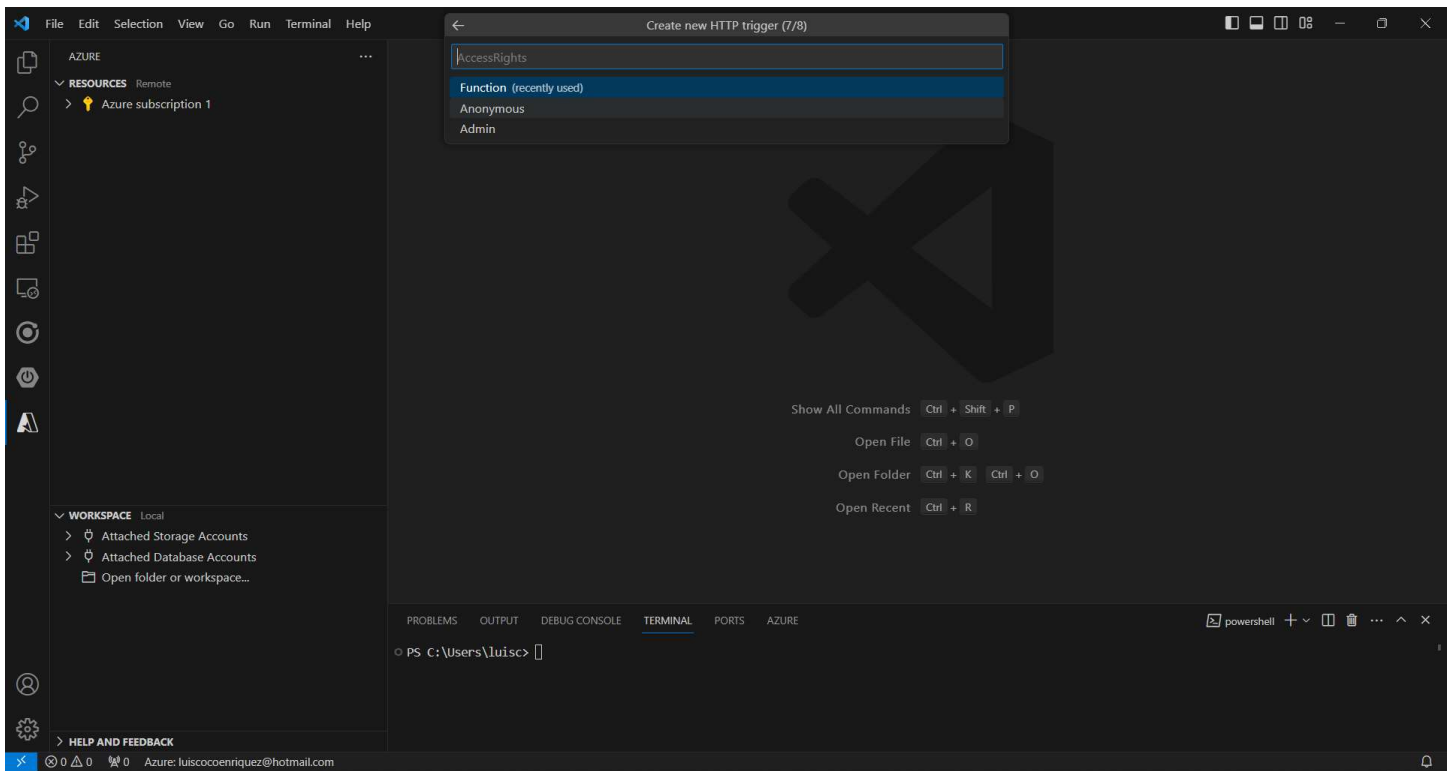 File Edit Selection View Go Run Terminal Help
Create new HTTP trigger (7/8)
AccessRights
Function (recently used)
Anonymous
Admin
AZURE
RESOURCES Remote
Azure subscription 1
Show All Commands Ctrl + Shift + P
Open File Ctrl + O
Open Folder Ctrl + K Ctrl + O
Open Recent Ctrl + R
WORKSPACE Local
Attached Storage Accounts
Attached Database Accounts
Open folder or workspace...
PROBLEMS OUTPUT DEBUG CONSOLE TERMINAL PORTS AZURE
powershell
PS C:\Users\luisc>
HELP AND FEEDBACK
0 0 0 Azure: luiscocoenriquez@hotmail.com